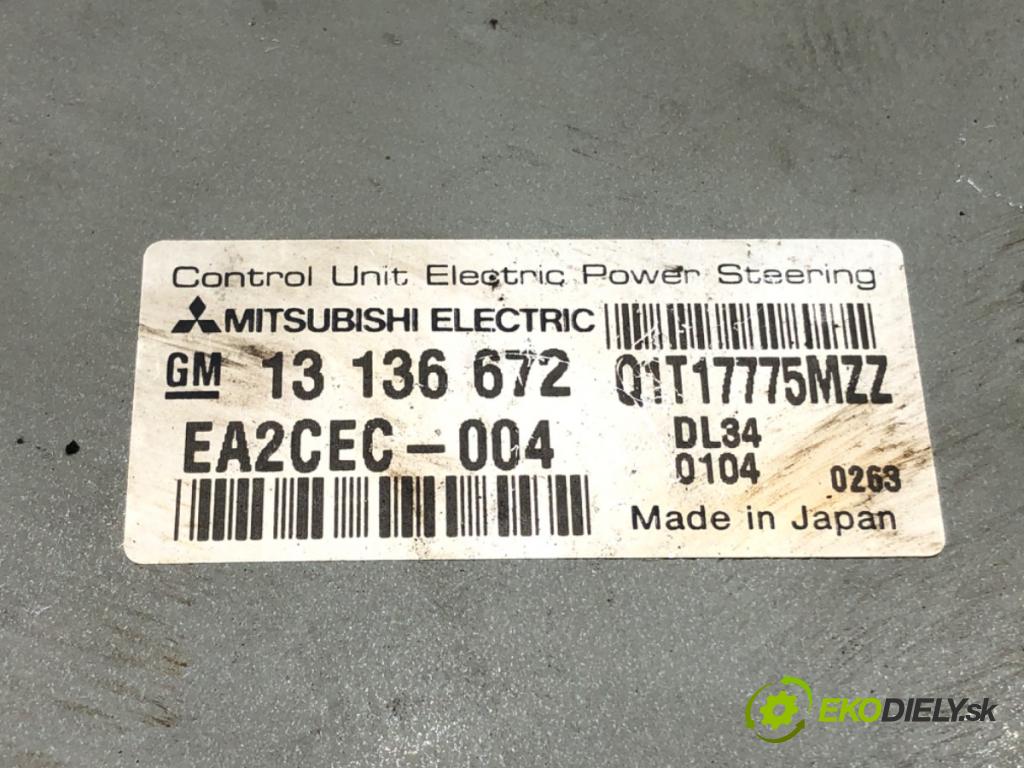 Control Unit Electric Power Steering
MITSUBISHI ELECTRIC
GM 13 136 672 Q1T17775MZZ
EA2CEC-004 DL34
0104 0263
Made in Japan
EKODIELY.sk